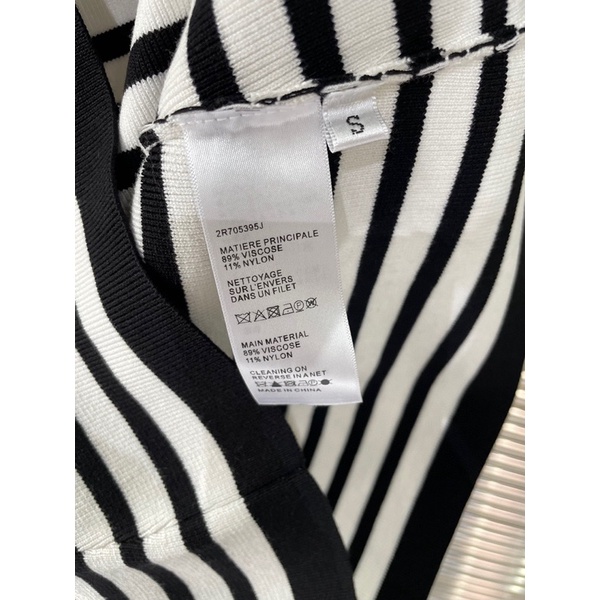 S
2R705395J
MATIERE PRINCIPALE
89% VISCOSE
11% NYLON
NETTOYAGE
SUR L'ENVERS
DANS UN FILET
MAIN MATERIAL
89% VISCOSE
11% NYLON
CLEANING ON
REVERSE IN A NET
MADE IN CHINA